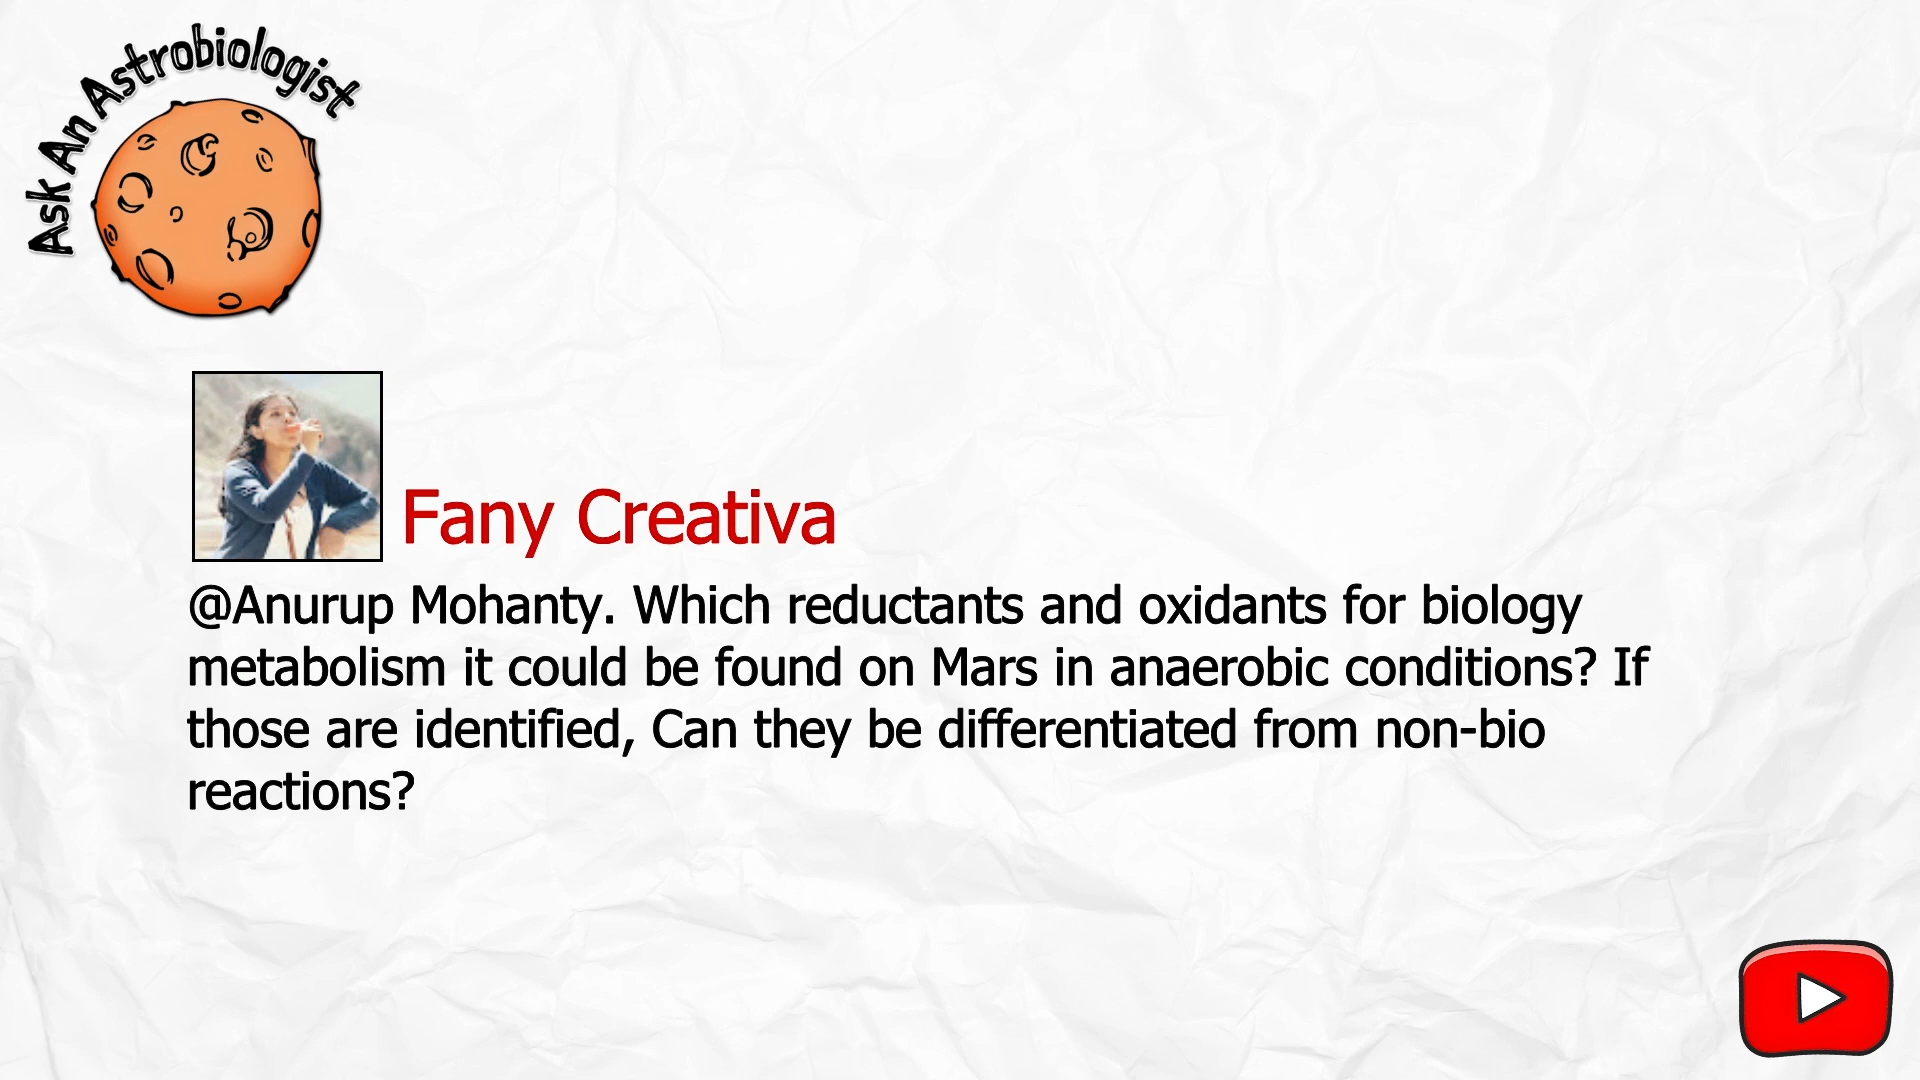 Ask An Astrobiologist
Fany Creativa
@Anurup Mohanty. Which reductants and oxidants for biology
metabolism it could be found on Mars in anaerobic conditions? If
those are identified, Can they be differentiated from non-bio
reactions?